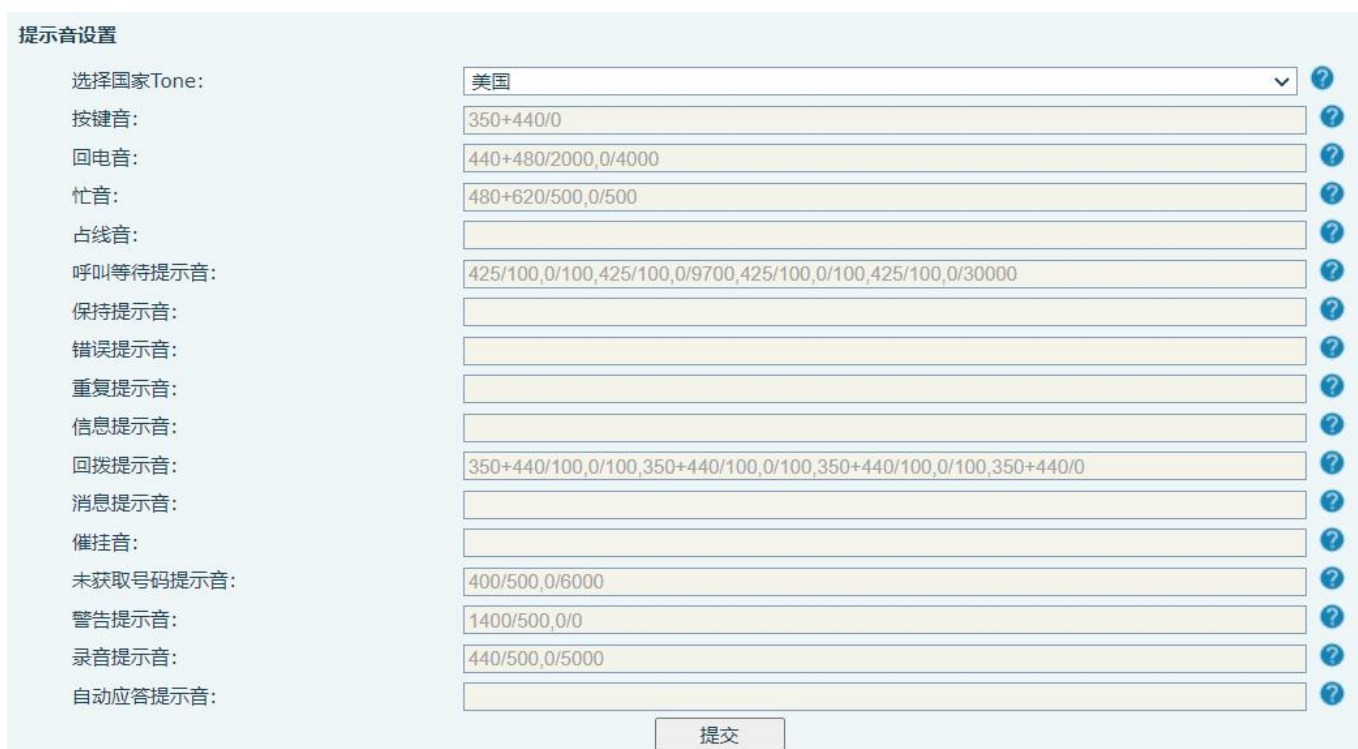 提示音设置
选择国家Tone: 美国
按键音: 350+440/0
回电音: 440+480/2000,0/4000
忙音: 480+620/500,0/500
占线音:
呼叫等待提示音: 425/100,0/100,425/100,0/9700,425/100,0/100,425/100,0/30000
保持提示音:
错误提示音:
重复提示音:
信息提示音:
回拨提示音: 350+440/100,0/100,350+440/100,0/100,350+440/100,0/100,350+440/0
消息提示音:
催挂音:
未获取号码提示音: 400/500,0/6000
警告提示音: 1400/500,0/0
录音提示音: 440/500,0/5000
自动应答提示音:
提交